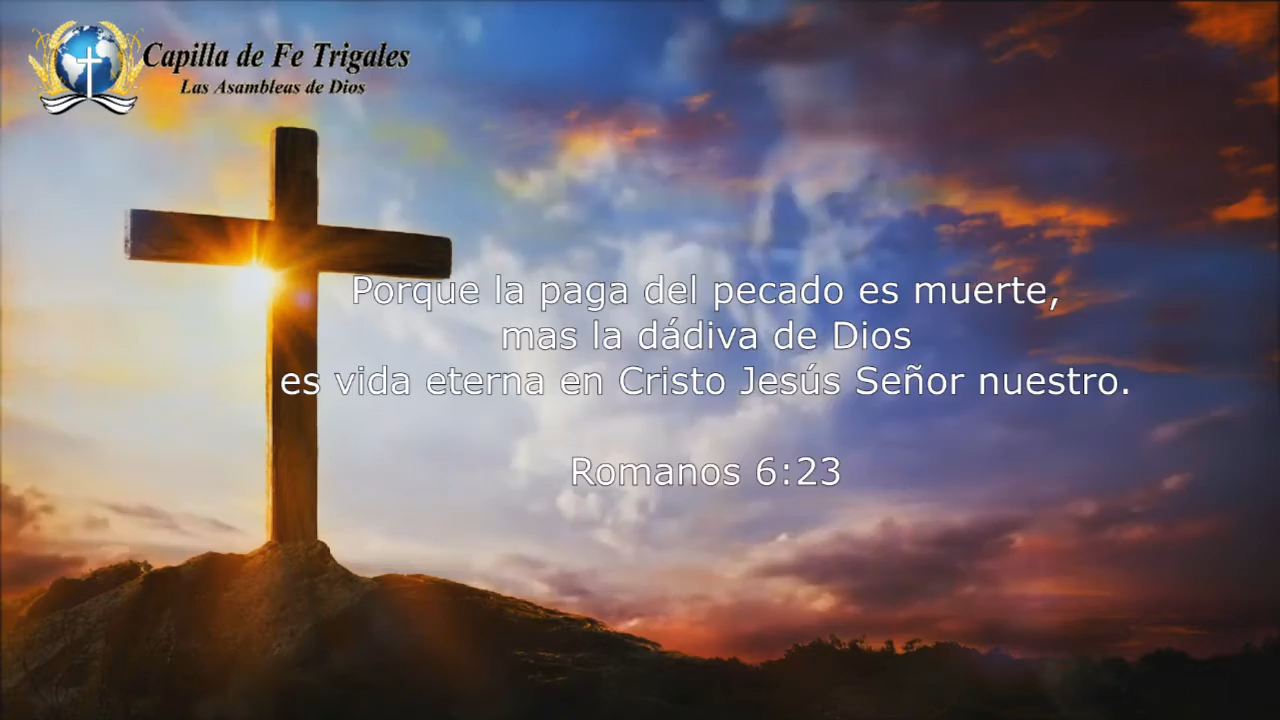 Capilla de Fe Trigales
Las Asambleas de Dios
Porque la paga del pecado es muerte,
mas la dádiva de Dios
es vida eterna en Cristo Jesús Señor nuestro.
Romanos 6:23